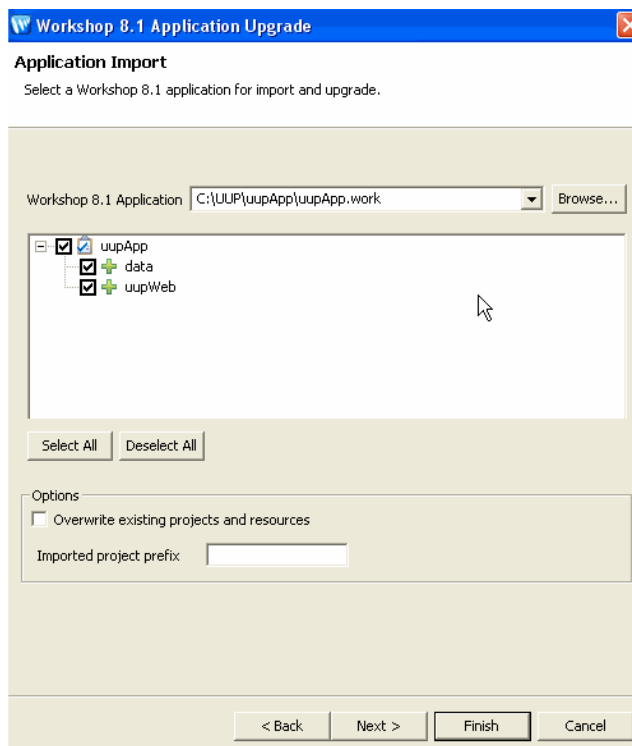 Workshop 8.1 Application Upgrade
Application Import
Select a Workshop 8.1 application for import and upgrade.
Workshop 8.1 Application C:\UUP\uupApp\uupApp.work Browse...
uupApp
data
uupWeb
Select All Deselect All
Options
Overwrite existing projects and resources
Imported project prefix
< Back Next > Finish Cancel